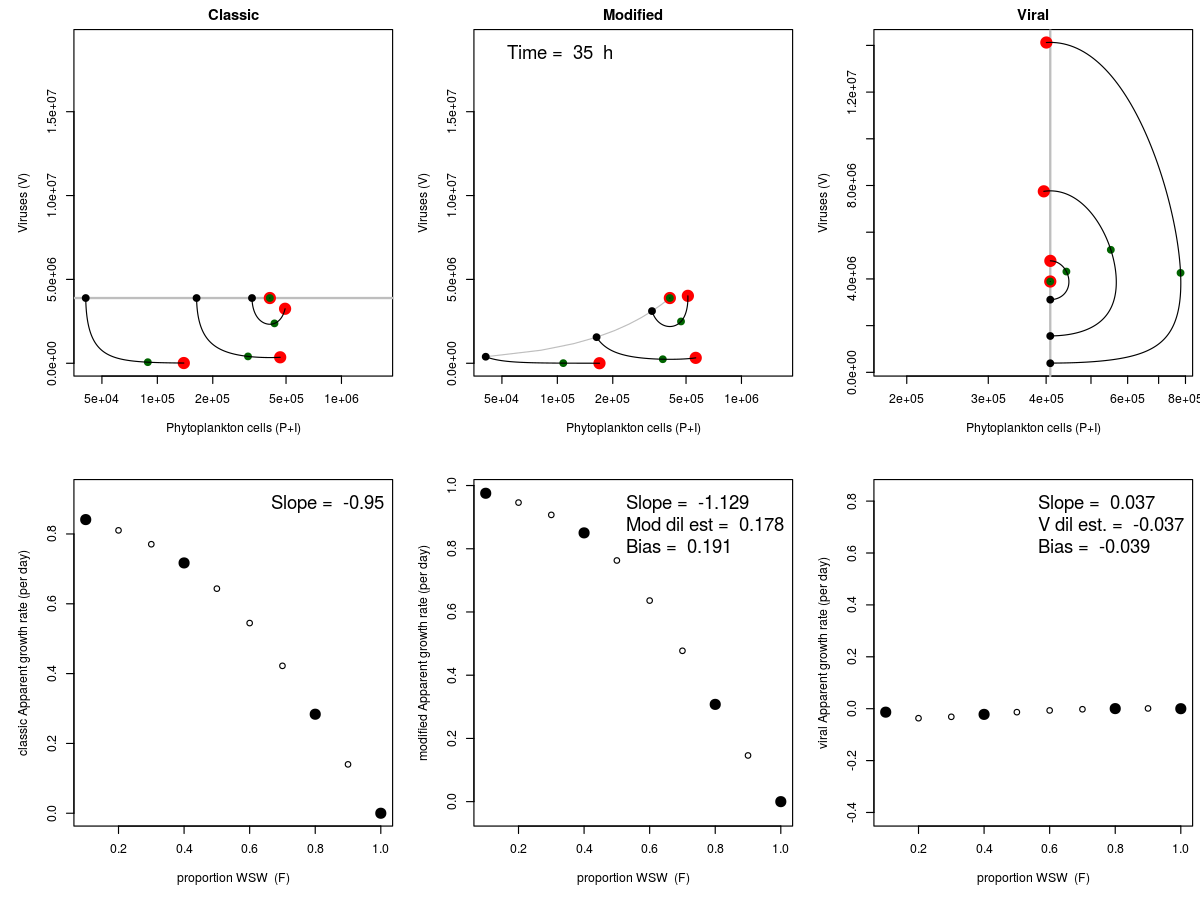 Classic
Viruses (V)
0.0e+00
5.0e+06
1.0e+07
1.5e+07
5e+04 1e+05 2e+05 5e+05 1e+06
Phytoplankton cells (P+I)
Modified
Time = 35 h
Viruses (V)
0.0e+00
5.0e+06
1.0e+07
1.5e+07
5e+04 1e+05 2e+05 5e+05 1e+06
Phytoplankton cells (P+I)
Viral
Viruses (V)
0.0e+00
4.0e+06
8.0e+06
1.2e+07
2e+05 3e+05 4e+05 6e+05 8e+05
Phytoplankton cells (P+I)
Slope = -0.95
classic Apparent growth rate (per day)
0.0
0.2
0.4
0.6
0.8
0.2 0.4 0.6 0.8 1.0
proportion WSW (F)
Slope = -1.129
Mod dil est = 0.178
Bias = 0.191
modified Apparent growth rate (per day)
0.0
0.2
0.4
0.6
0.8
1.0
0.2 0.4 0.6 0.8 1.0
proportion WSW (F)
Slope = 0.037
V dil est. = -0.037
Bias = -0.039
viral Apparent growth rate (per day)
-0.4
-0.2
0.0
0.2
0.4
0.6
0.8
0.2 0.4 0.6 0.8 1.0
proportion WSW (F)